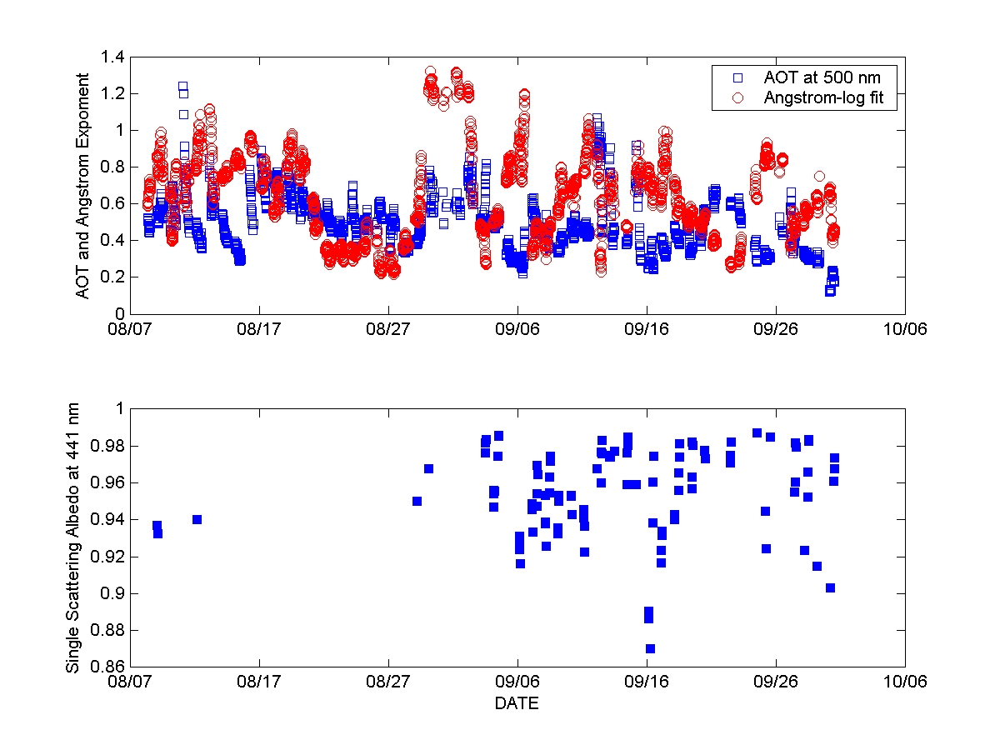 AOT and Angstrom Expoment
1.4
1.2
1
0.8
0.6
0.4
0.2
0
AOT at 500 nm
Angstrom-log fit
08/07 08/17 08/27 09/06 09/16 09/26 10/06
Single Scattering Albedo at 441 nm
1
0.98
0.96
0.94
0.92
0.9
0.88
0.86
08/07 08/17 08/27 09/06 09/16 09/26 10/06
DATE